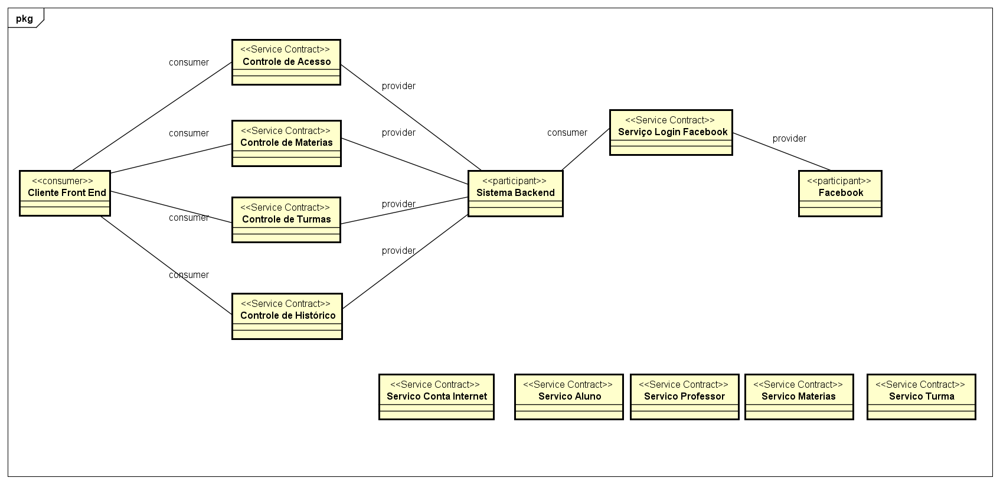 pkg
<<Service Contract>>
Controle de Acesso
consumer
provider
<<Service Contract>>
Controle de Materias
consumer
provider
<<Service Contract>>
Serviço Login Facebook
consumer
provider
<<consumer>>
Cliente Front End
<<participant>>
Sistema Backend
<<participant>>
Facebook
<<Service Contract>>
Controle de Turmas
consumer
provider
<<Service Contract>>
Controle de Histórico
consumer
provider
<<Service Contract>>
Servico Conta Internet
<<Service Contract>>
Servico Aluno
<<Service Contract>>
Servico Professor
<<Service Contract>>
Servico Materias
<<Service Contract>>
Servico Turma